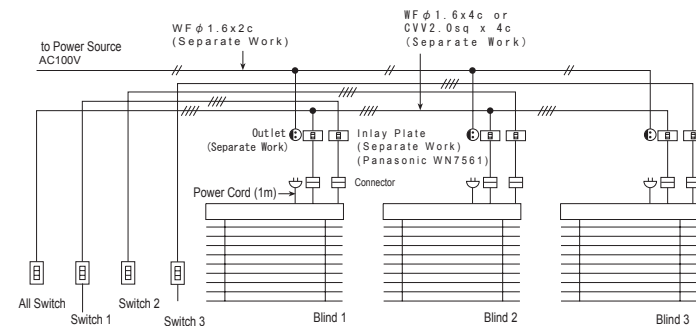 WFφ1.6x2c
(Separate Work)
WFφ1.6x4c or
CVV2.0sq x 4c
(Separate Work)
to Power Source
AC100V
Outlet
(Separate Work)
Inlay Plate
(Separate Work)
(Panasonic WN7561)
Connector
Power Cord (1m)
All Switch
Switch 1
Switch 2
Switch 3
Blind 1
Blind 2
Blind 3